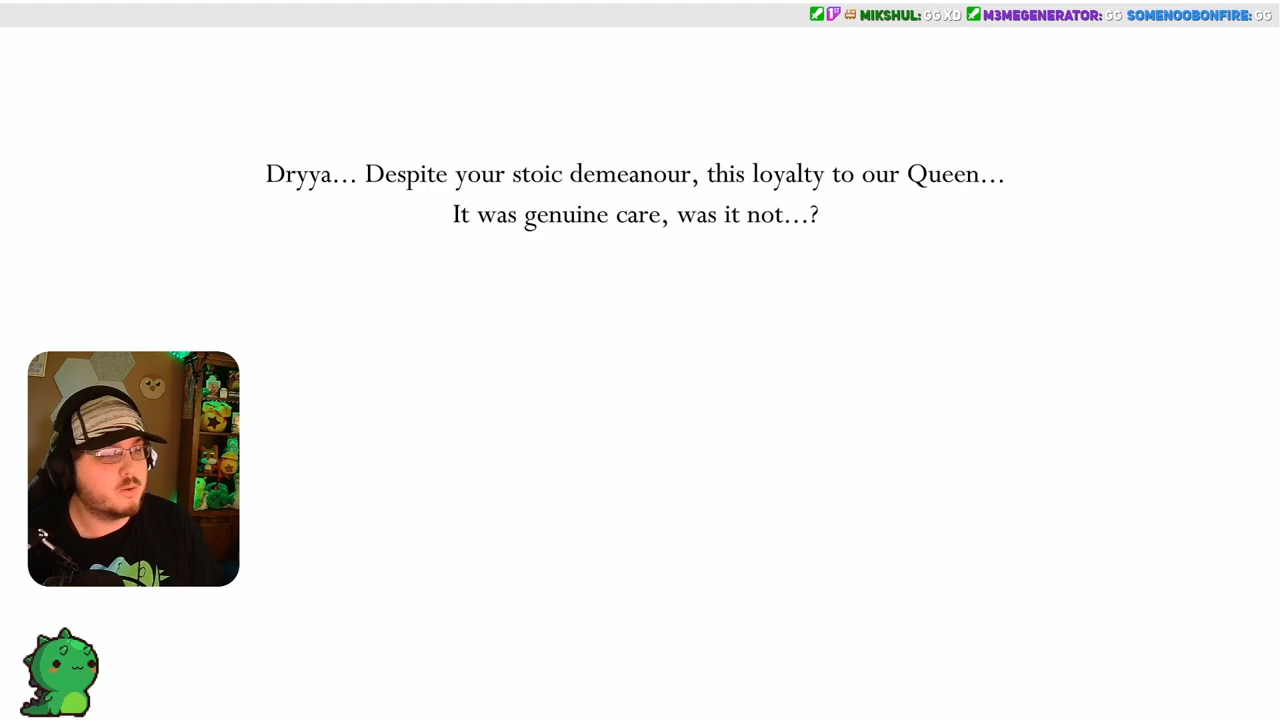 MIKSHUL: GG XD M3MEGENERATOR: GG SOMENOOBONFIRE: GG
Dryya… Despite your stoic demeanour, this loyalty to our Queen…
It was genuine care, was it not…?